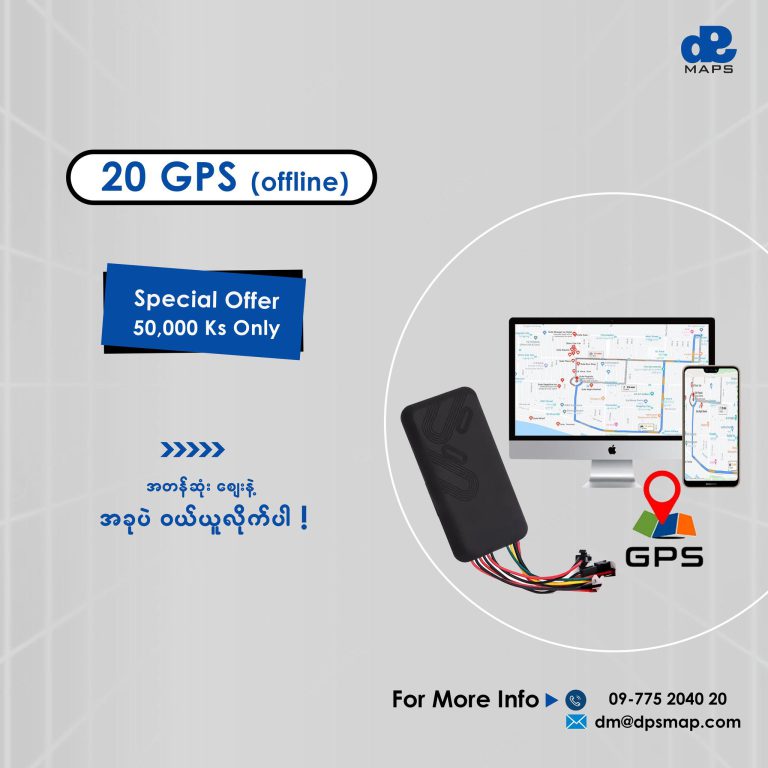 MAPS
20 GPS (offline)
Special Offer
50,000 Ks Only
အတန်ဆုံး ဈေးနဲ့
အခုပဲ ဝယ်ယူလိုက်ပါ !
GPS
For More Info
09-775 2040 20
dm@dpsmap.com